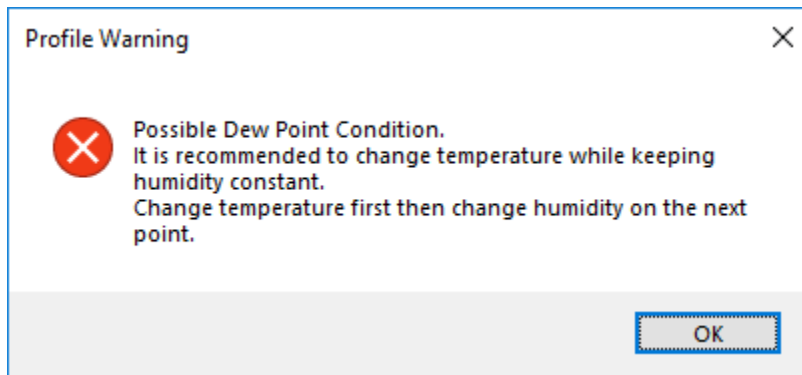 Profile Warning
Possible Dew Point Condition.
It is recommended to change temperature while keeping
humidity constant.
Change temperature first then change humidity on the next
point.
OK